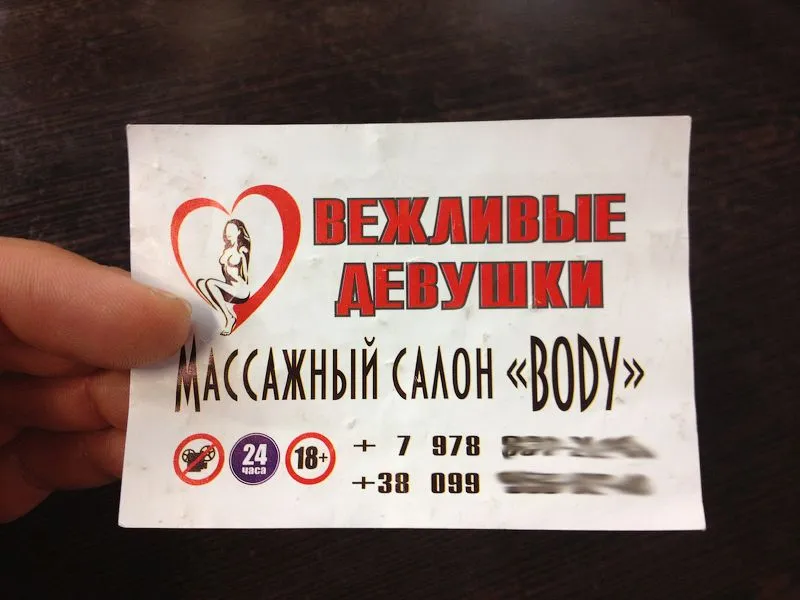 ВЕЖЛИВЫЕ
ДЕВУШКИ
МАССАЖНЫЙ САЛОН «BODY»
24
часа
18+
+ 7 978
+38 099